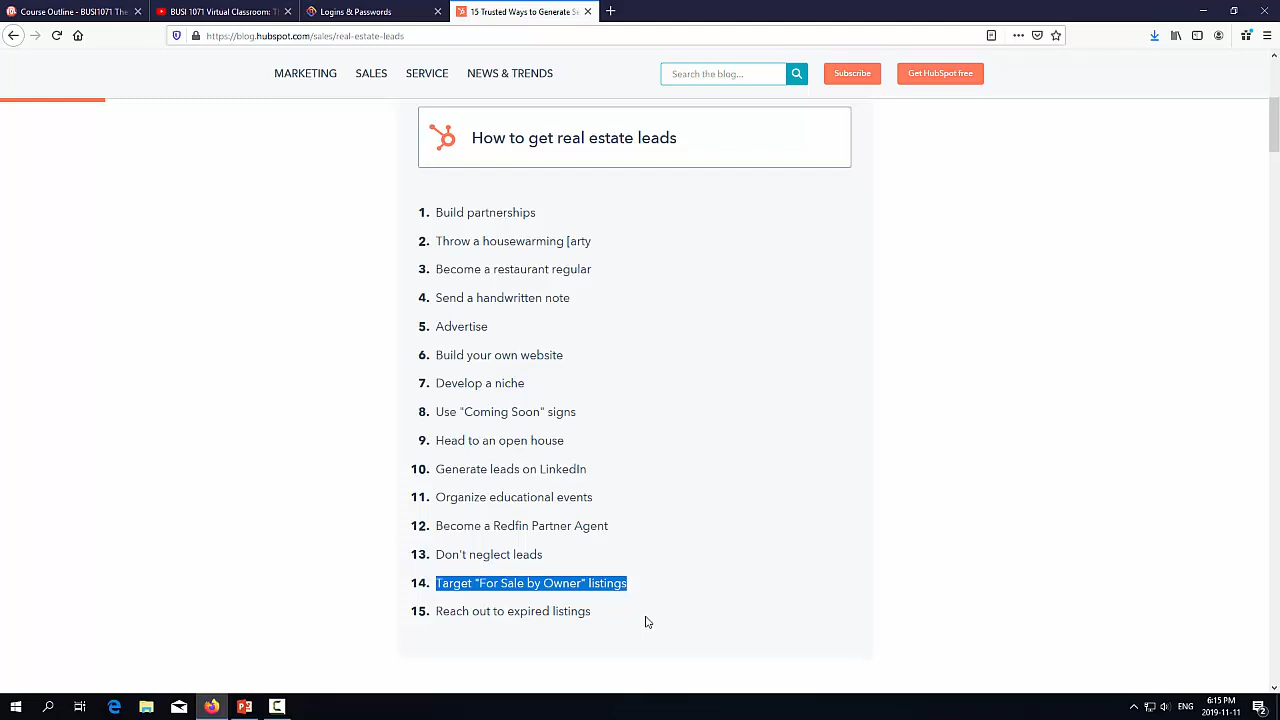 Course Outline - BUSI1071 The
BUSI 1071 Virtual Classroom: T
Logins & Passwords
15 Trusted Ways to Generate Se
https://blog.hubspot.com/sales/real-estate-leads
MARKETING SALES SERVICE NEWS & TRENDS
Search the blog...
Subscribe
Get HubSpot free
How to get real estate leads
1. Build partnerships
2. Throw a housewarming [arty
3. Become a restaurant regular
4. Send a handwritten note
5. Advertise
6. Build your own website
7. Develop a niche
8. Use "Coming Soon" signs
9. Head to an open house
10. Generate leads on LinkedIn
11. Organize educational events
12. Become a Redfin Partner Agent
13. Don't neglect leads
14. Target "For Sale by Owner" listings
15. Reach out to expired listings
ENG
6:15 PM
2019-11-11
2